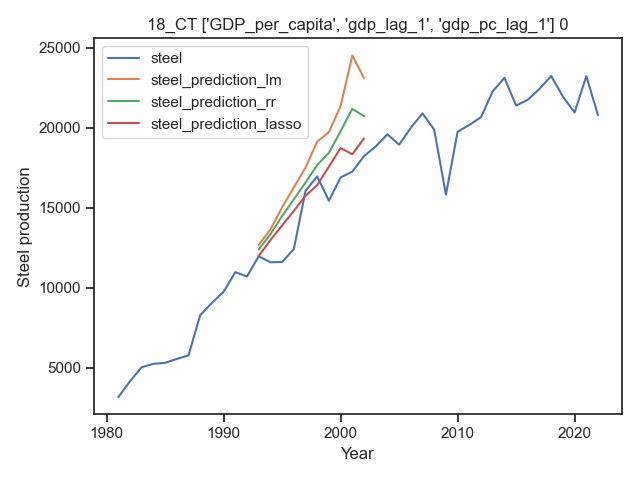 18_CT ['GDP_per_capita', 'gdp_lag_1', 'gdp_pc_lag_1'] 0
steel
steel_prediction_lm
steel_prediction_rr
steel_prediction_lasso
25000
20000
15000
10000
5000
Steel production
1980
1990
2000
2010
2020
Year